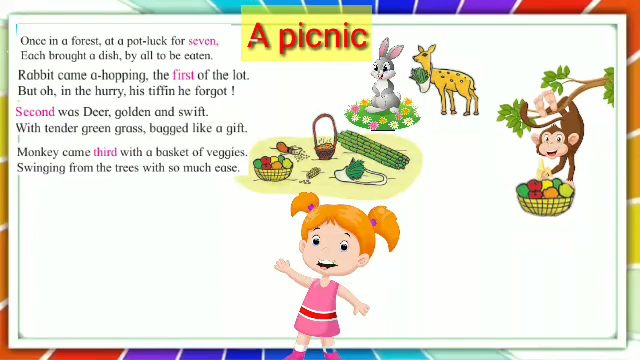 A picnic
Once in a forest, at a pot-luck for seven,
Each brought a dish, by all to be eaten.
Rabbit came a-hopping, the first of the lot.
But oh, in the hurry, his tiffin he forgot !
Second was Deer, golden and swift.
With tender green grass, bagged like a gift.
Monkey came third with a basket of veggies.
Swinging from the trees with so much ease.